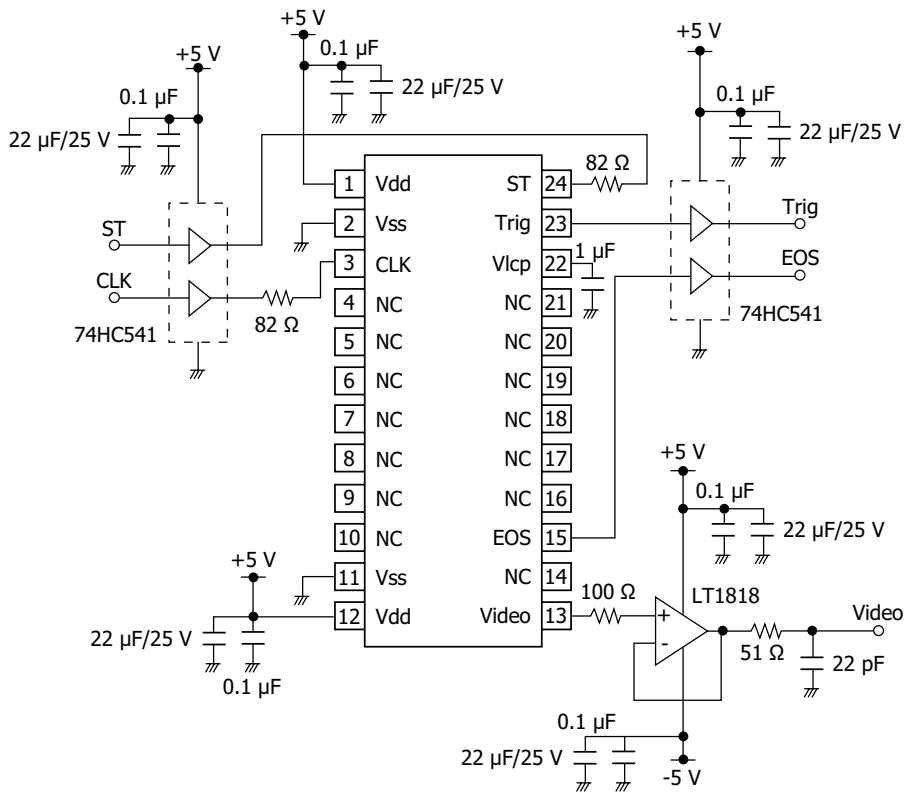 +5 V
+5 V
+5 V
0.1 µF
22 µF/25 V
0.1 µF
22 µF/25 V
0.1 µF
22 µF/25 V
ST
CLK
74HC541
82 Ω
82 Ω
1 Vdd
2 Vss
3 CLK
4 NC
5 NC
6 NC
7 NC
8 NC
9 NC
10 NC
11 Vss
12 Vdd
ST 24
Trig 23
Vlcp 22
NC 21
NC 20
NC 19
NC 18
NC 17
NC 16
EOS 15
NC 14
Video 13
1 µF
Trig
EOS
74HC541
+5 V
22 µF/25 V
0.1 µF
+5 V
0.1 µF
22 µF/25 V
100 Ω
LT1818
+
-
51 Ω
Video
22 pF
0.1 µF
22 µF/25 V
-5 V